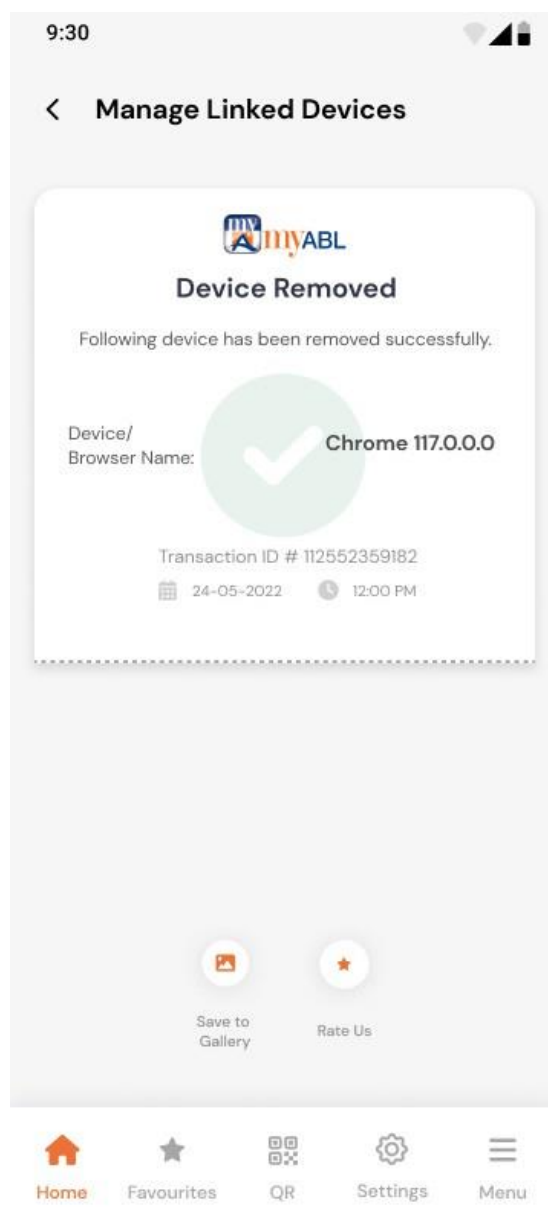 9:30
Manage Linked Devices
my
A
myABL
Device Removed
Following device has been removed successfully.
Device/
Browser Name:
Chrome 117.0.0.0
Transaction ID # 112552359182
24-05-2022 12:00 PM
Save to
Gallery
Rate Us
Home Favourites QR Settings Menu